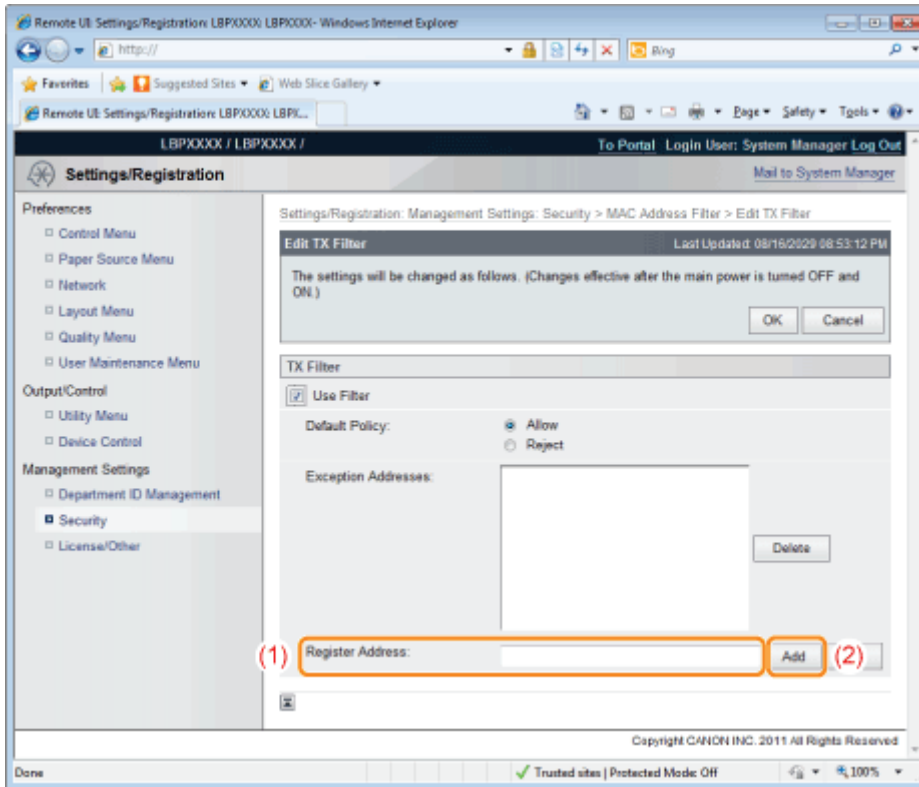 Remote UI: Settings/Registration: LBPXXXX: LBPXXXX- Windows Internet Explorer
http://
Bing
Favorites
Suggested Sites
Web Slice Gallery
Remote UI: Settings/Registration: LBPXXXX: LBPX...
Page
Safety
Tools
LBPXXXX / LBPXXXX /
To Portal
Login User: System Manager
Log Out
Settings/Registration
Mail to System Manager
Preferences
Control Menu
Paper Source Menu
Network
Layout Menu
Quality Menu
User Maintenance Menu
Output/Control
Utility Menu
Device Control
Management Settings
Department ID Management
Security
License/Other
Settings/Registration: Management Settings: Security > MAC Address Filter > Edit TX Filter
Edit TX Filter
Last Updated: 08/16/2029 08:53:12 PM
The settings will be changed as follows. (Changes effective after the main power is turned OFF and
ON.)
OK
Cancel
TX Filter
Use Filter
Default Policy:
Allow
Reject
Exception Addresses:
Delete
(1)
Register Address:
Add
(2)
Copyright CANON INC. 2011 All Rights Reserved
Done
Trusted sites | Protected Mode: Off
100%